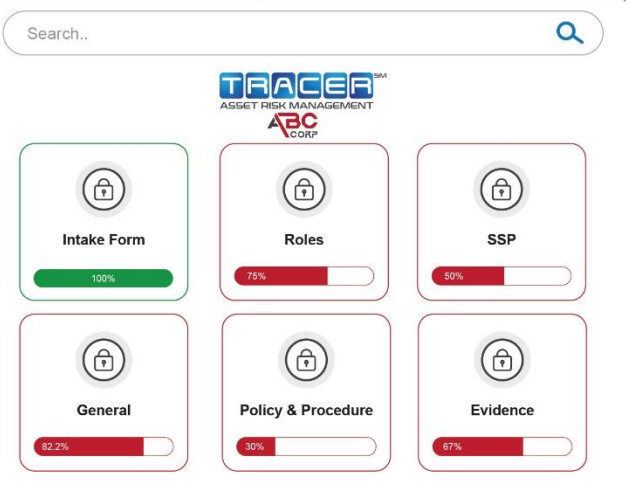 Search..
TRACER SM
ASSET RISK MANAGEMENT
ABC
CORP
Intake Form
100%
Roles
75%
SSP
50%
General
82.2%
Policy & Procedure
30%
Evidence
67%